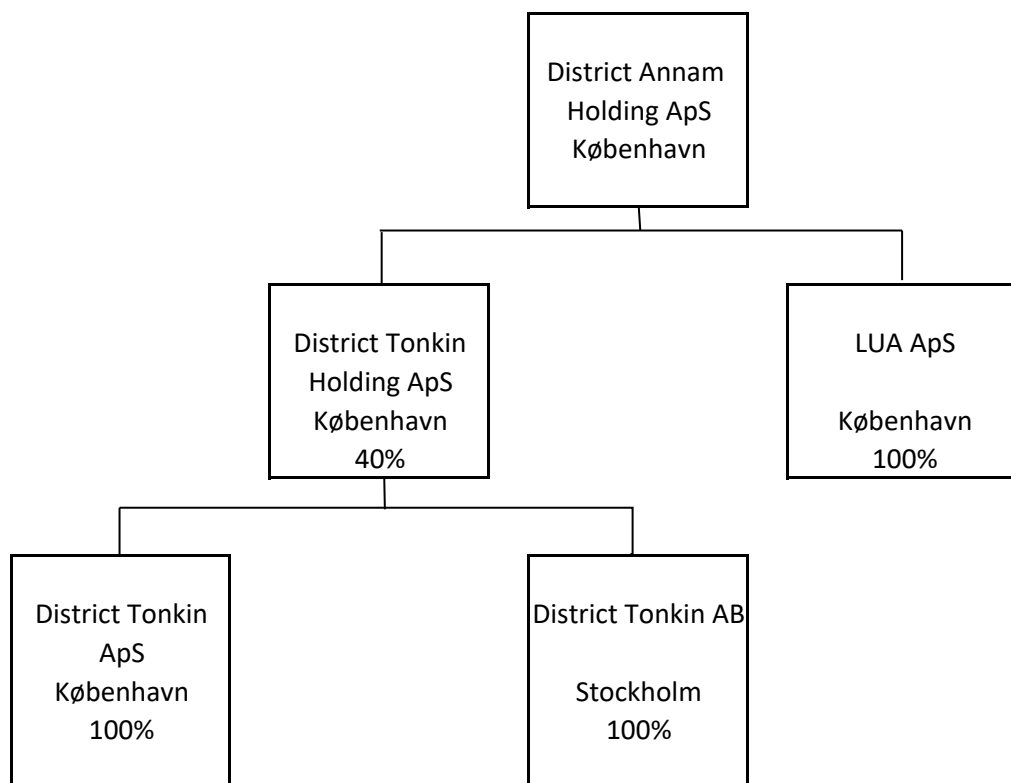 District Annam
Holding ApS
København
District Tonkin
Holding ApS
København
40%
LUA ApS
København
100%
District Tonkin
ApS
København
100%
District Tonkin AB
Stockholm
100%